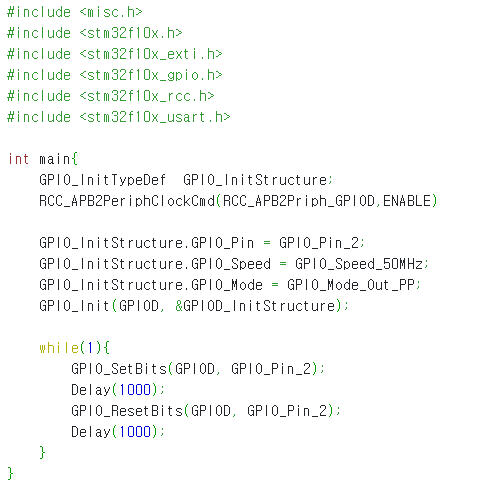 #include <misc.h>
#include <stm32f10x.h>
#include <stm32f10x_exti.h>
#include <stm32f10x_gpio.h>
#include <stm32f10x_rcc.h>
#include <stm32f10x_usart.h>

int main{
    GPIO_InitTypeDef  GPIO_InitStructure;
    RCC_APB2PeriphClockCmd(RCC_APB2Priph_GPIOD,ENABLE)

    GPIO_InitStructure.GPIO_Pin = GPIO_Pin_2;
    GPIO_InitStructure.GPIO_Speed = GPIO_Speed_50MHz;
    GPIO_InitStructure.GPIO_Mode = GPIO_Mode_Out_PP;
    GPIO_Init(GPIOD, &GPIOD_InitStructure);

    while(1){
        GPIO_SetBits(GPIOD, GPIO_Pin_2);
        Delay(1000);
        GPIO_ResetBits(GPIOD, GPIO_Pin_2);
        Delay(1000);
    }
}